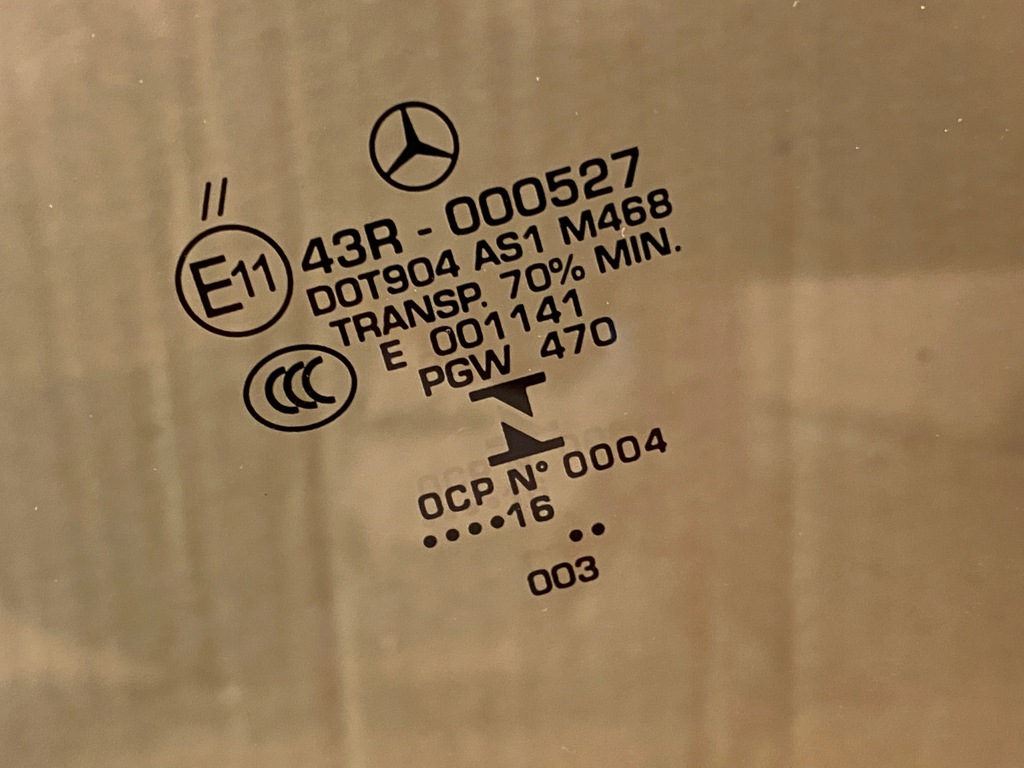 //
E11 43R - 000527
DOT904 AS1 M468
TRANSP. 70% MIN.
CCC E 001141
PGW 470
OCP N° 0004
••••16
••
003